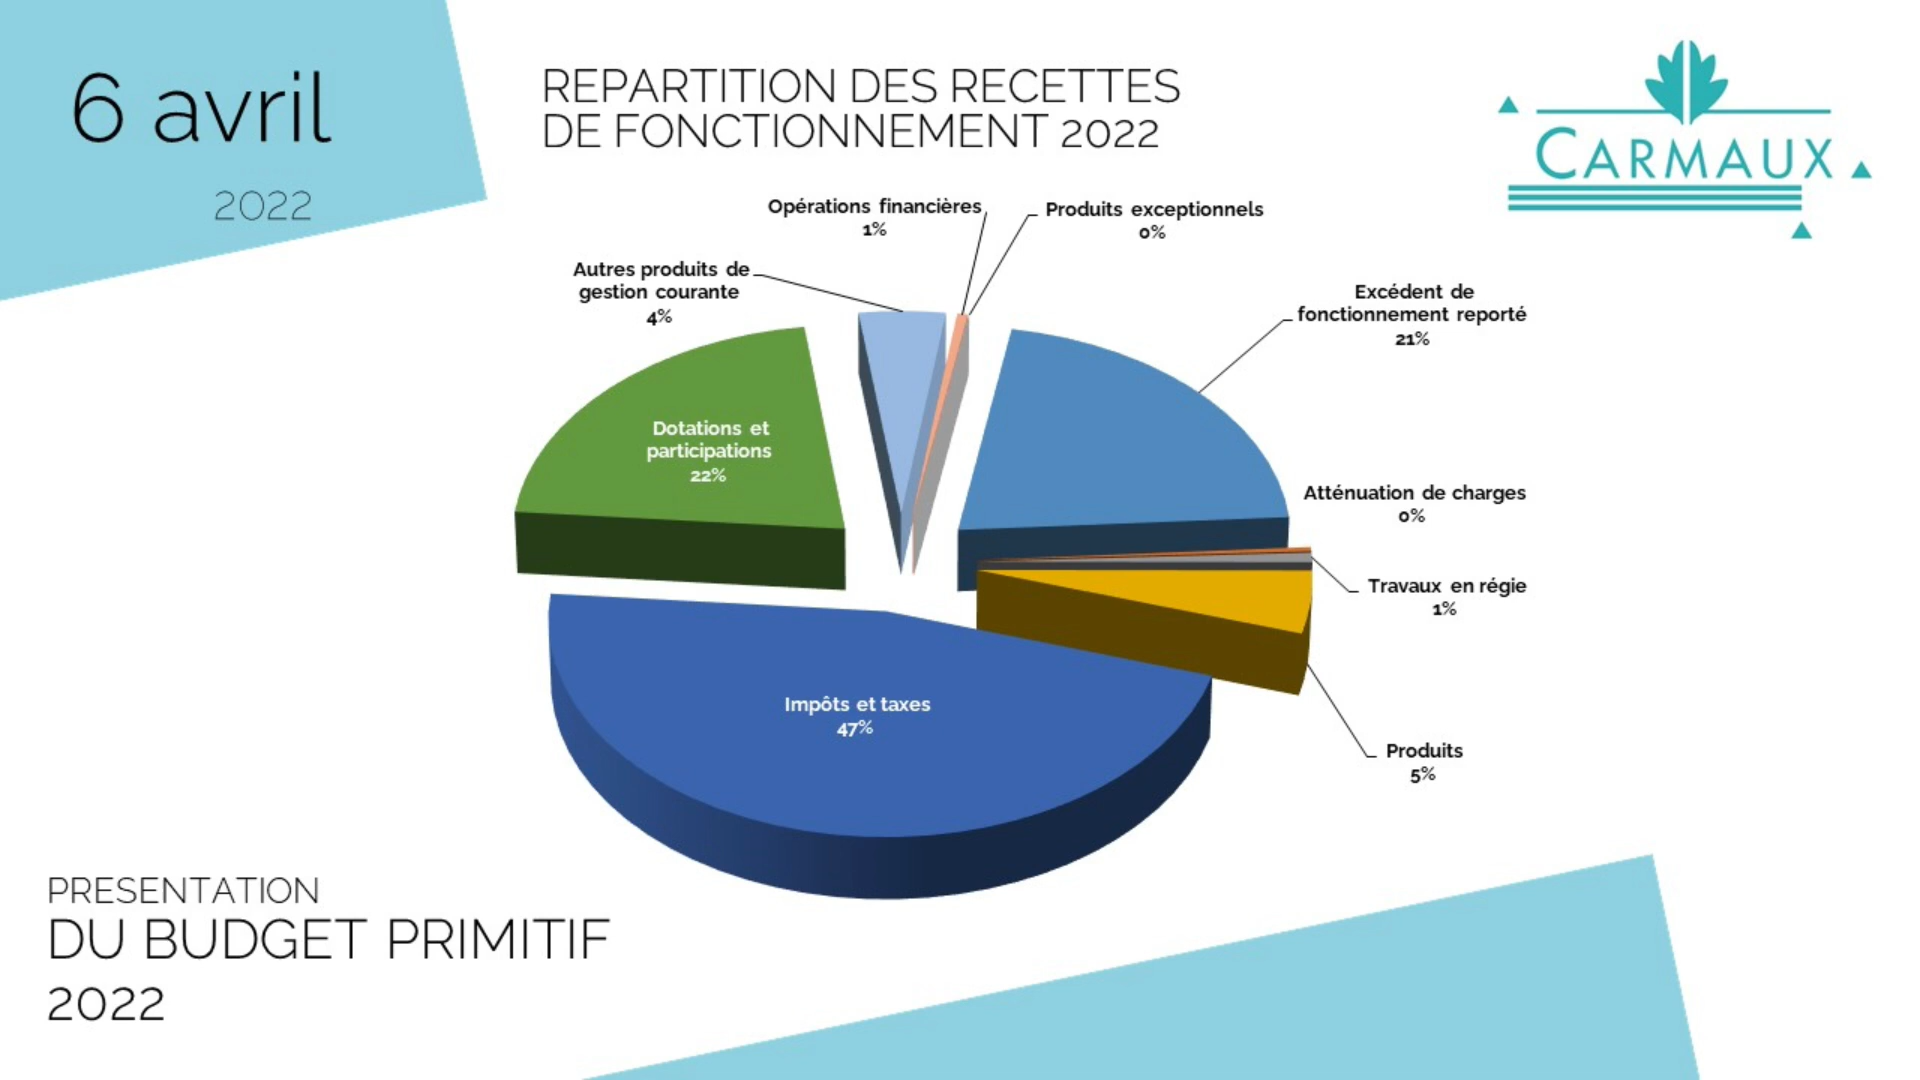 6 avril
2022
REPARTITION DES RECETTES
DE FONCTIONNEMENT 2022
CARMAUX
Opérations financières
1%
Produits exceptionnels
0%
Autres produits de
gestion courante
4%
Excédent de
fonctionnement reporté
21%
Dotations et
participations
22%
Atténuation de charges
0%
Travaux en régie
1%
Impôts et taxes
47%
Produits
5%
PRESENTATION
DU BUDGET PRIMITIF
2022